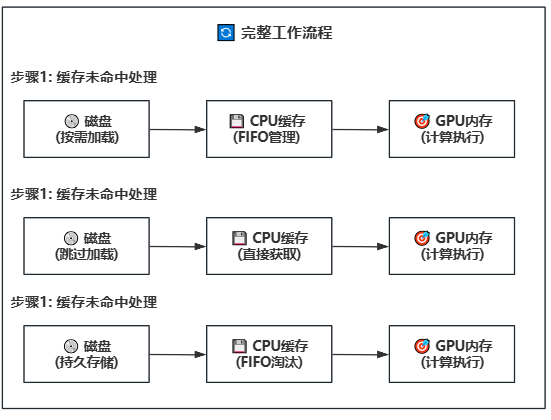 🔄 完整工作流程
步骤1: 缓存未命中处理
💿 磁盘
(按需加载)
💾 CPU缓存
(FIFO管理)
🎯 GPU内存
(计算执行)
步骤1: 缓存未命中处理
💿 磁盘
(跳过加载)
💾 CPU缓存
(直接获取)
🎯 GPU内存
(计算执行)
步骤1: 缓存未命中处理
💿 磁盘
(持久存储)
💾 CPU缓存
(FIFO淘汰)
🎯 GPU内存
(计算执行)